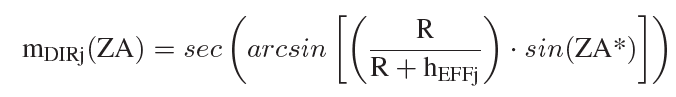 m_DIRj(ZA) = sec(arcsin[(R / (R + h_EFFj)) · sin(ZA*)])